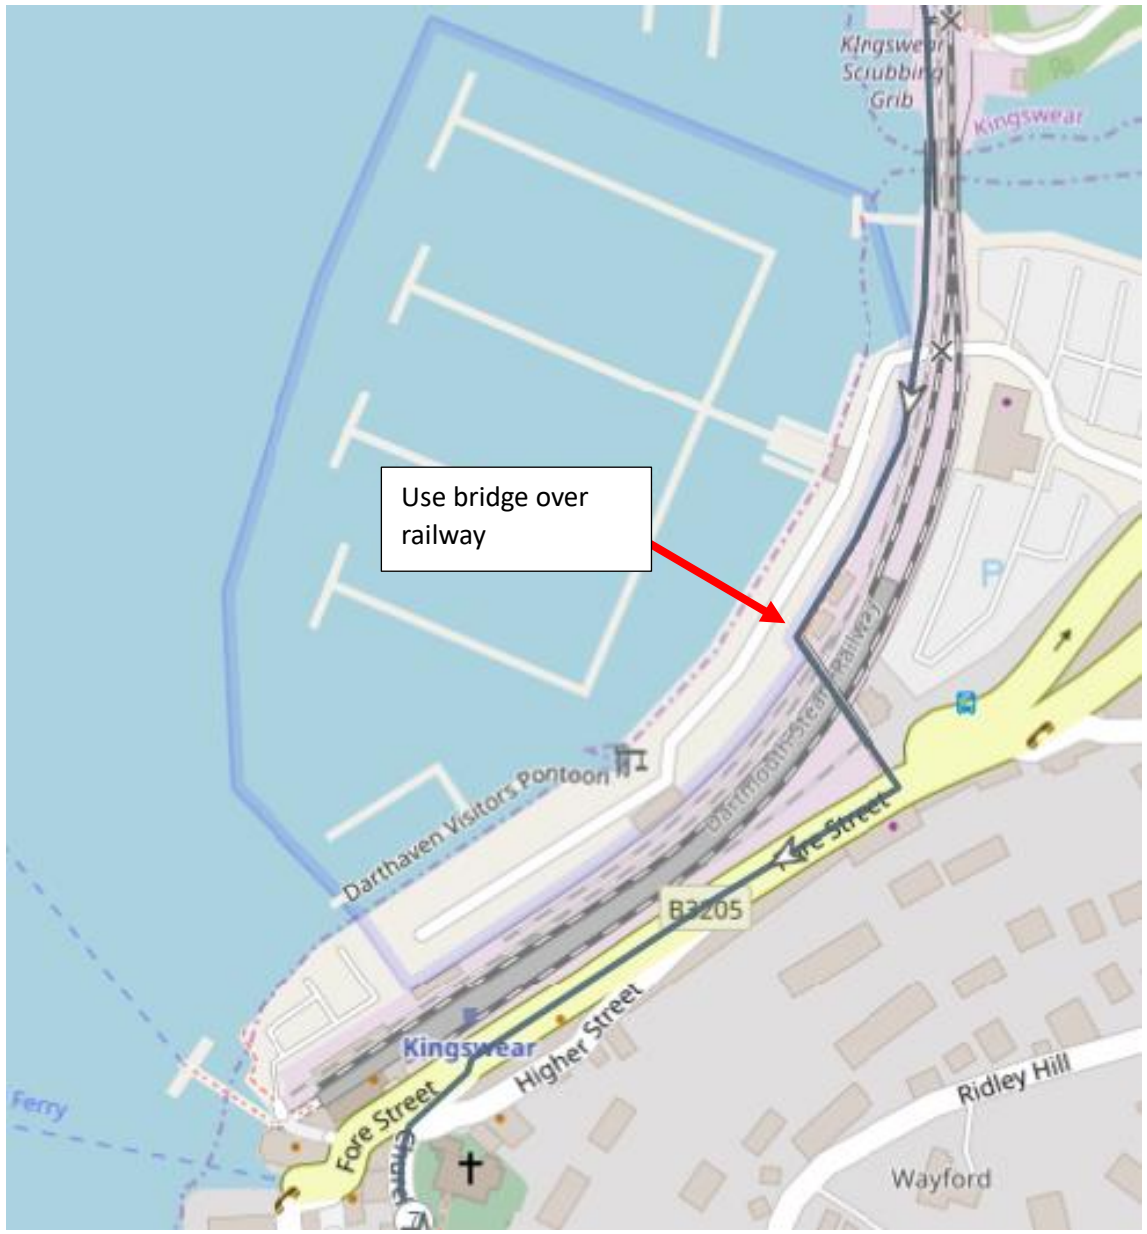 Kingswear
Scrubbing
Grib
96
Kingswear
Use bridge over
railway
P
Dartmouth Steam Railway
Darthaven Visitors Pontoon
Fore Street
B3205
Kingswear
Higher Street
Ridley Hill
Ferry
Fore Street
Church
Wayford